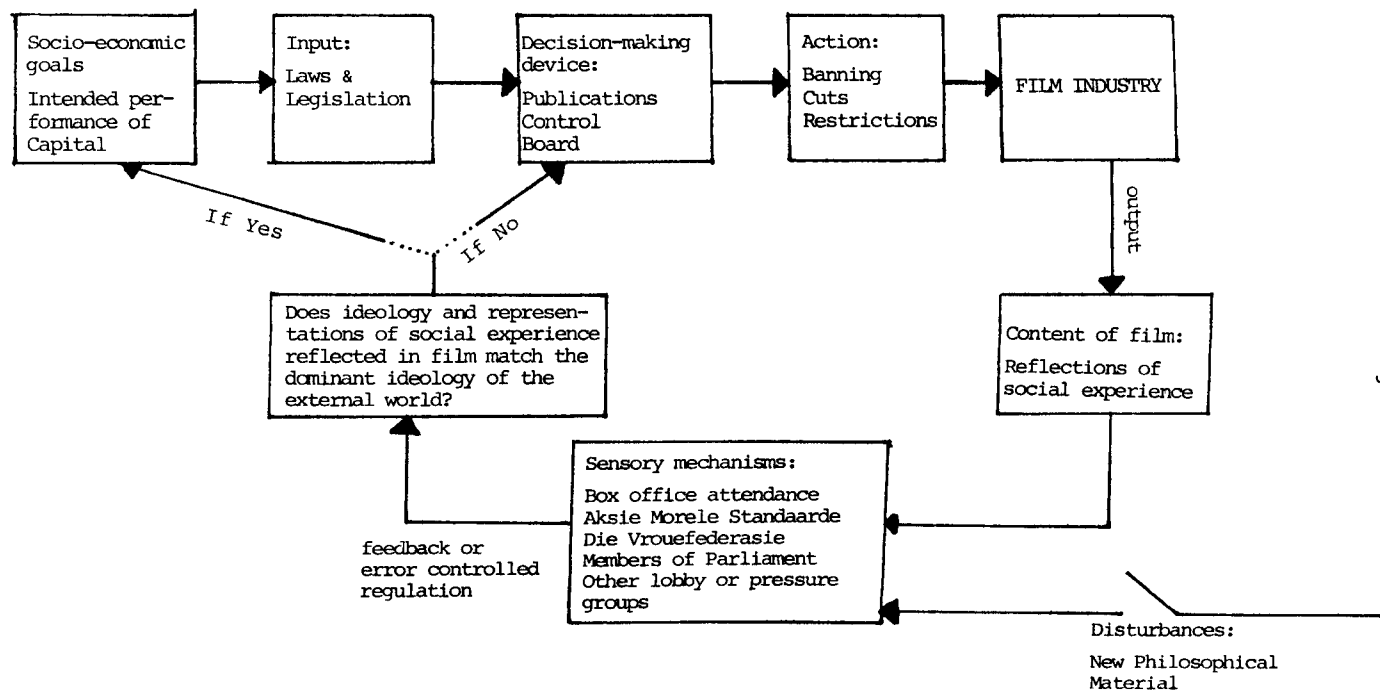 Socio-economic
goals
Intended per-
formance of
Capital
Input:
Laws &
Legislation
Decision-making
device:
Publications
Control
Board
Action:
Banning
Cuts
Restrictions
FILM INDUSTRY
output
If Yes
If No
Does ideology and represen-
tations of social experience
reflected in film match the
dominant ideology of the
external world?
Content of film:
Reflections of
social experience
Sensory mechanisms:
Box office attendance
Aksie Morele Standaarde
Die Vrouefederasie
Members of Parliament
Other lobby or pressure
groups
feedback or
error controlled
regulation
Disturbances:
New Philosophical
Material